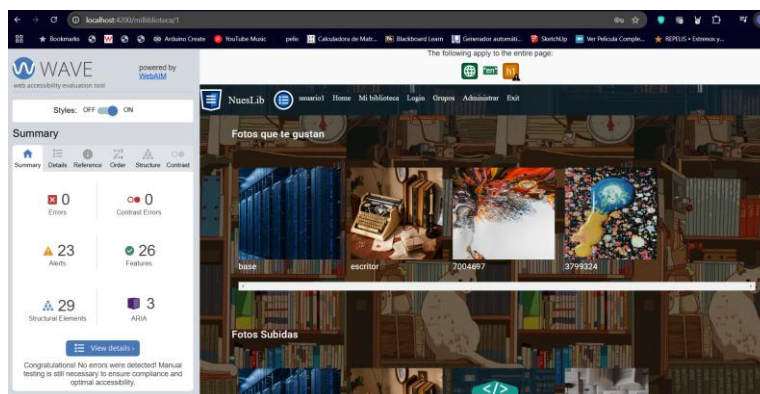 localhost:4200/milibliioteca/1
Bookmarks
Arduino Create
YouTube Music
pelis
Calculadora de Matr...
Blackboard Learn
Generador automáti...
SketchUp
Ver Película Comple...
REPELIS • Estrenos y...
WAVE
powered by
WebAIM
web accessibility evaluation tool
Styles: OFF ON
Summary
Summary Details Reference Order Structure Contrast
0
Errors
0
Contrast Errors
23
Alerts
26
Features
29
Structural Elements
3
ARIA
View details ›
Congratulations! No errors were detected! Manual
testing is still necessary to ensure compliance and
optimal accessibility.
The following apply to the entire page:
"en" h1
NuesLib usuario1 Home Mi biblioteca Login Grupos Administrar Exit
Fotos que te gustan
base
escritor
7004697
3799324
Fotos Subidas
</>